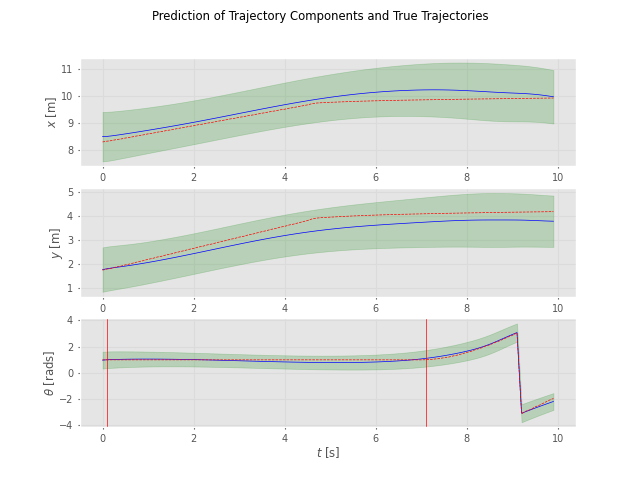 Prediction of Trajectory Components and True Trajectories
11
10
9
8
x [m]
0 2 4 6 8 10
5
4
3
2
1
y [m]
0 2 4 6 8 10
4
2
0
−2
−4
θ [rads]
0 2 4 6 8 10
t [s]